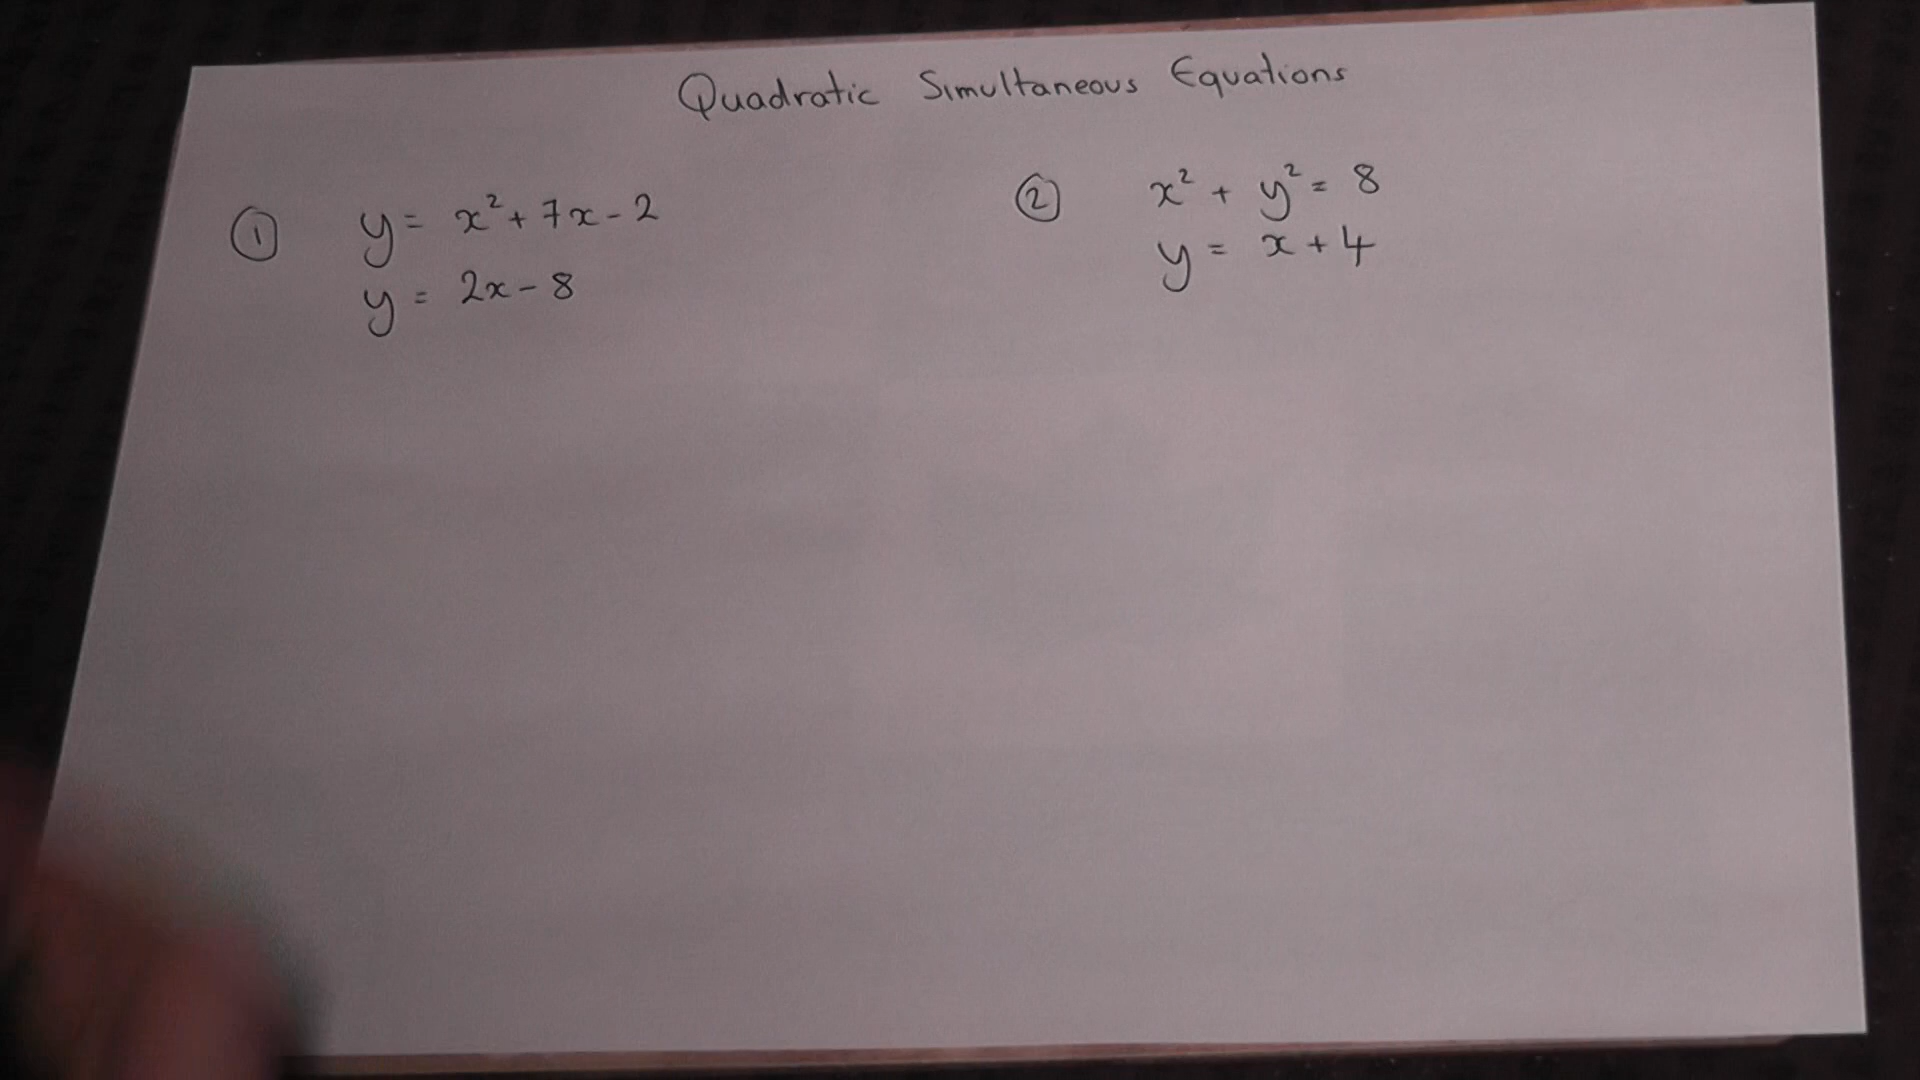 Quadratic Simultaneous Equations
① y = x² + 7x - 2
y = 2x - 8
② x² + y² = 8
y = x + 4